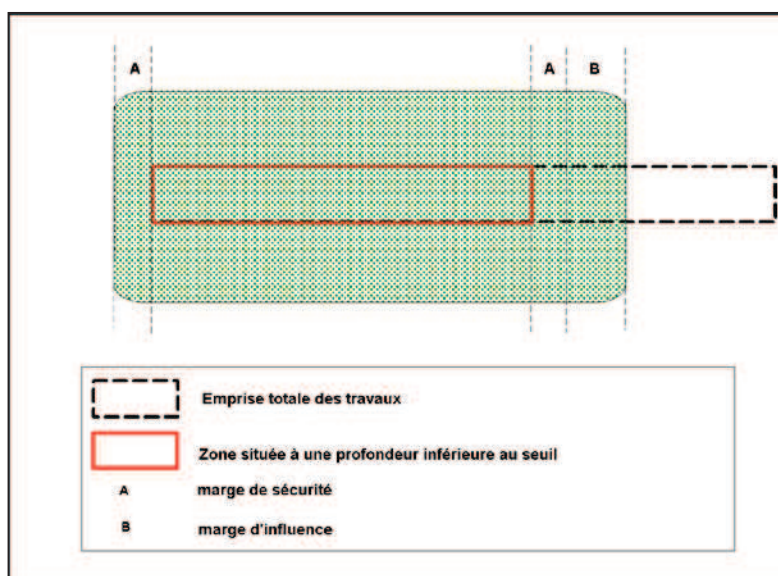 A A B
Emprise totale des travaux
Zone située à une profondeur inférieure au seuil
A marge de sécurité
B marge d'influence